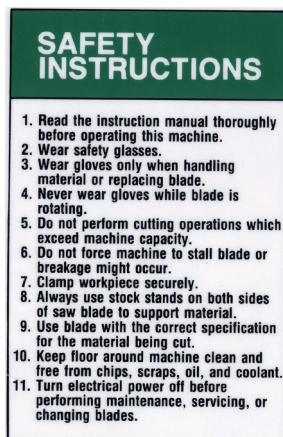 SAFETY
INSTRUCTIONS
1. Read the instruction manual thoroughly
before operating this machine.
2. Wear safety glasses.
3. Wear gloves only when handling
material or replacing blade.
4. Never wear gloves while blade is
rotating.
5. Do not perform cutting operations which
exceed machine capacity.
6. Do not force machine to stall blade or
breakage might occur.
7. Clamp workpiece securely.
8. Always use stock stands on both sides
of saw blade to support material.
9. Use blade with the correct specification
for the material being cut.
10. Keep floor around machine clean and
free from chips, scraps, oil, and coolant.
11. Turn electrical power off before
performing maintenance, servicing, or
changing blades.